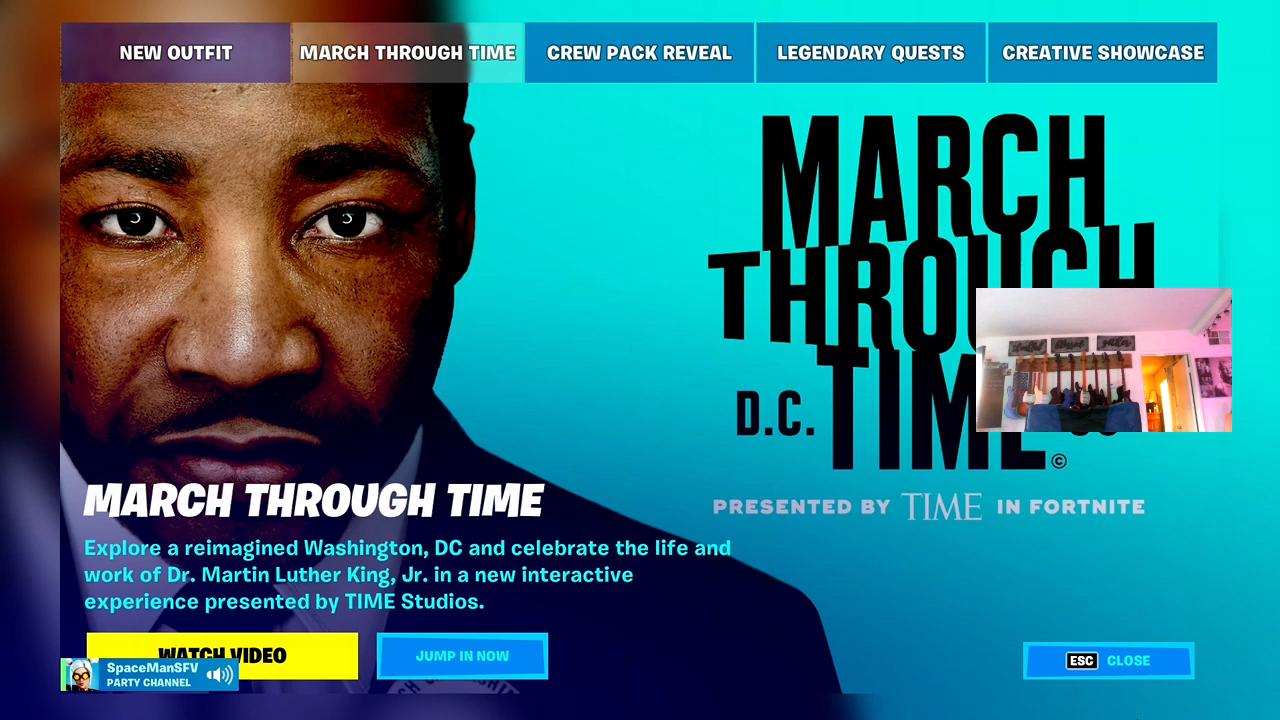 NEW OUTFIT
MARCH THROUGH TIME
CREW PACK REVEAL
LEGENDARY QUESTS
CREATIVE SHOWCASE
MARCH
THROUGH
TIME
D.C.
©
PRESENTED BY TIME IN FORTNITE
MARCH THROUGH TIME
Explore a reimagined Washington, DC and celebrate the life and
work of Dr. Martin Luther King, Jr. in a new interactive
experience presented by TIME Studios.
WATCH VIDEO
JUMP IN NOW
ESC CLOSE
SpaceManSFV
PARTY CHANNEL